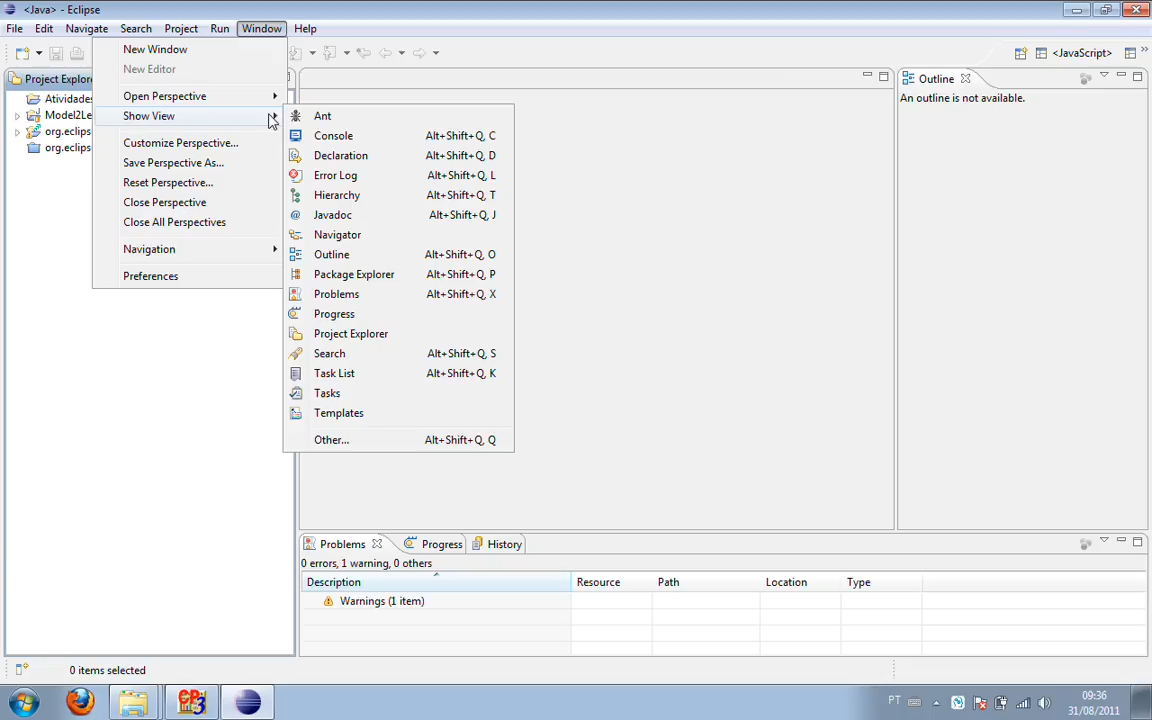 <Java> - Eclipse
File Edit Navigate Search Project Run Window Help
<JavaScript>
Project Explore
Atividades
Model2Le
org.eclips
org.eclips
New Window
New Editor
Open Perspective
Show View
Customize Perspective...
Save Perspective As...
Reset Perspective...
Close Perspective
Close All Perspectives
Navigation
Preferences
Ant
Console Alt+Shift+Q, C
Declaration Alt+Shift+Q, D
Error Log Alt+Shift+Q, L
Hierarchy Alt+Shift+Q, T
Javadoc Alt+Shift+Q, J
Navigator
Outline Alt+Shift+Q, O
Package Explorer Alt+Shift+Q, P
Problems Alt+Shift+Q, X
Progress
Project Explorer
Search Alt+Shift+Q, S
Task List Alt+Shift+Q, K
Tasks
Templates
Other... Alt+Shift+Q, Q
Outline
An outline is not available.
Problems Progress History
0 errors, 1 warning, 0 others
Description Resource Path Location Type
Warnings (1 item)
0 items selected
PT
09:36
31/08/2011